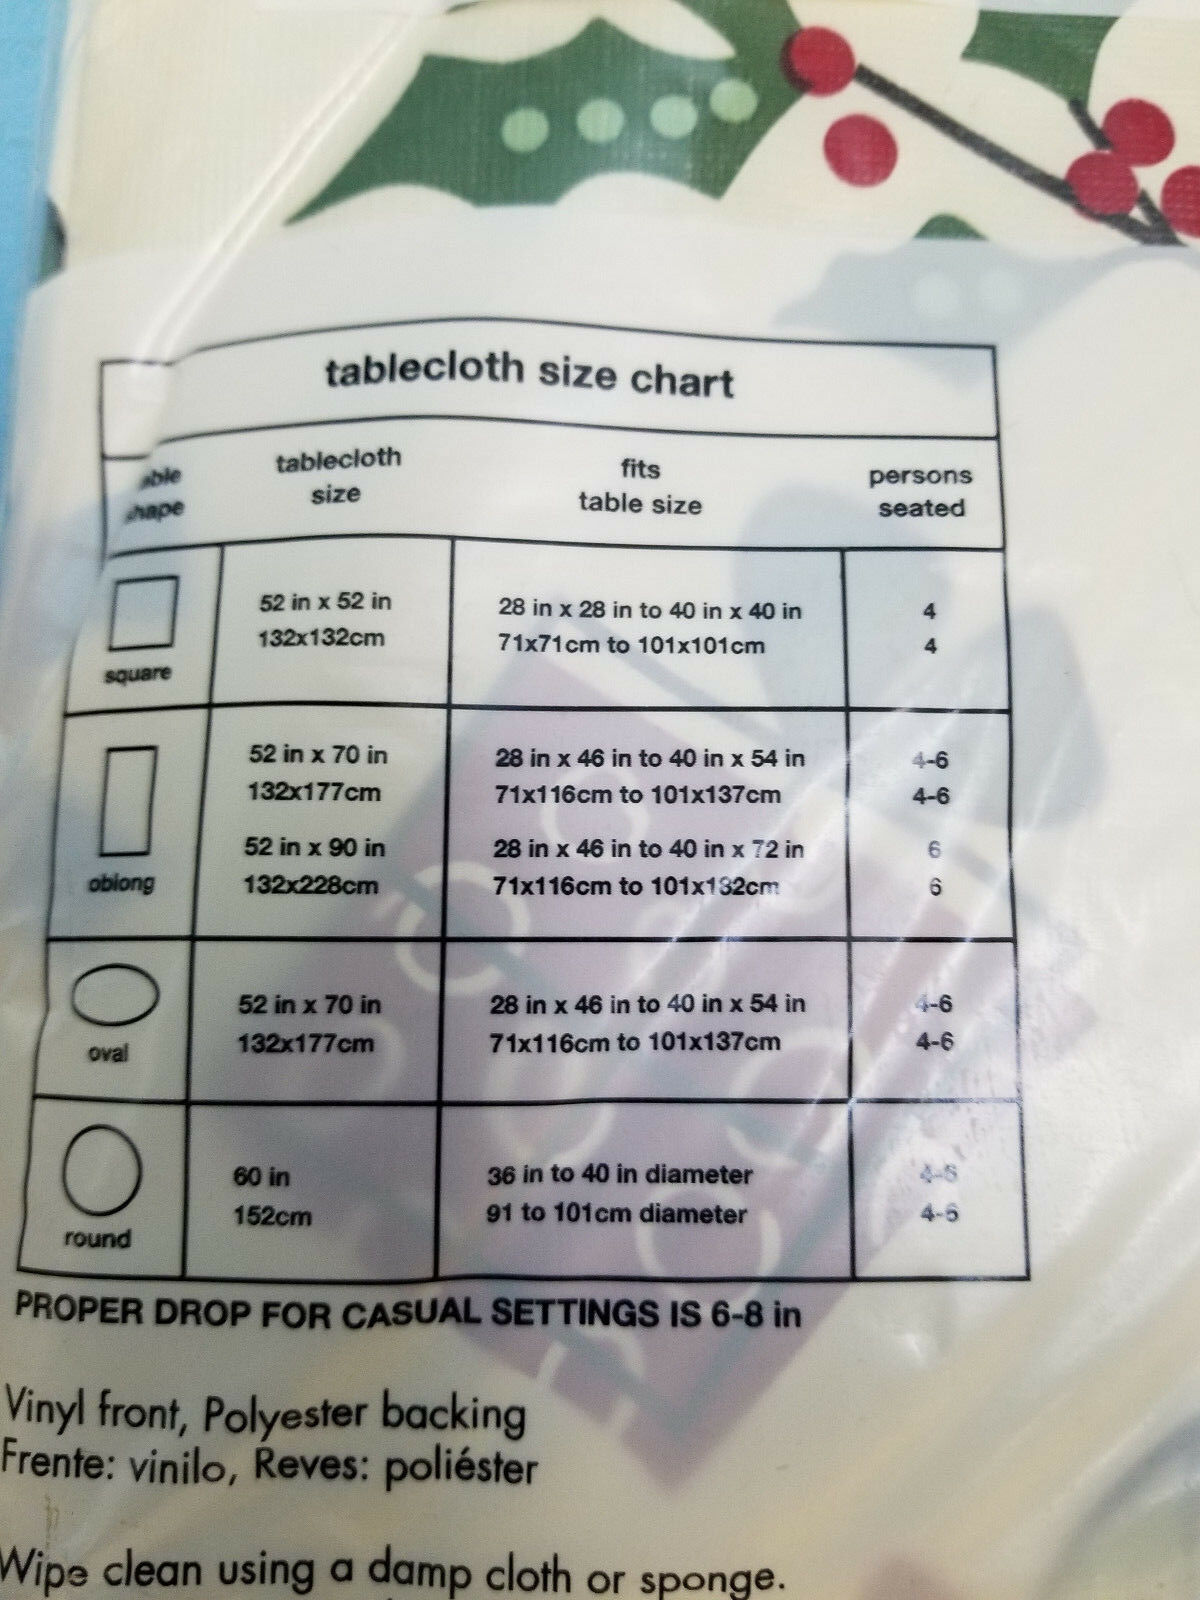 tablecloth size chart
able shape
tablecloth size
fits table size
persons seated
square
52 in x 52 in
28 in x 28 in to 40 in x 40 in
4
132x132cm
71x71cm to 101x101cm
4
oblong
52 in x 70 in
28 in x 46 in to 40 in x 54 in
4-6
132x177cm
71x116cm to 101x137cm
4-6
52 in x 90 in
28 in x 46 in to 40 in x 72 in
6
132x228cm
71x116cm to 101x182cm
6
oval
52 in x 70 in
28 in x 46 in to 40 in x 54 in
4-6
132x177cm
71x116cm to 101x137cm
4-6
round
60 in
36 in to 40 in diameter
4-6
152cm
91 to 101cm diameter
4-6
PROPER DROP FOR CASUAL SETTINGS IS 6-8 in
Vinyl front, Polyester backing
Frente: vinilo, Reves: poliéster
Wipe clean using a damp cloth or sponge.